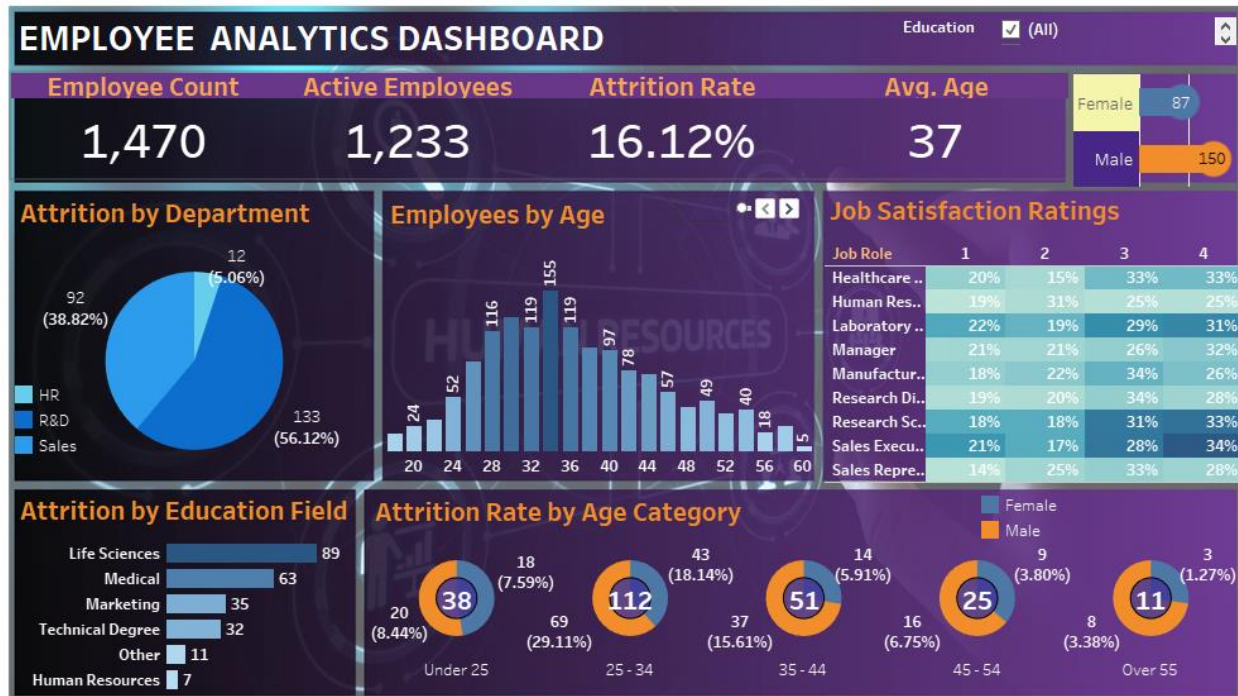 EMPLOYEE ANALYTICS DASHBOARD
Education
(All)
Employee Count
Active Employees
Attrition Rate
Avg. Age
1,470
1,233
16.12%
37
Female
87
Male
150
Attrition by Department
12
(5.06%)
92
(38.82%)
133
(56.12%)
HR
R&D
Sales
Employees by Age
24
52
116
119
155
119
97
78
57
49
40
18
5
20 24 28 32 36 40 44 48 52 56 60
HUMAN RESOURCES
Job Satisfaction Ratings
Job Role 1 2 3 4
Healthcare .. 20% 15% 33% 33%
Human Res.. 19% 31% 25% 25%
Laboratory .. 22% 19% 29% 31%
Manager 21% 21% 26% 32%
Manufactur.. 18% 22% 34% 26%
Research Di.. 19% 20% 34% 28%
Research Sc.. 18% 18% 31% 33%
Sales Execu.. 21% 17% 28% 34%
Sales Repre.. 14% 25% 33% 28%
Attrition by Education Field
Life Sciences 89
Medical 63
Marketing 35
Technical Degree 32
Other 11
Human Resources 7
Attrition Rate by Age Category
Female
Male
18
(7.59%)
38
20
(8.44%)
Under 25
43
(18.14%)
112
69
(29.11%)
25 - 34
14
(5.91%)
51
37
(15.61%)
35 - 44
9
(3.80%)
25
16
(6.75%)
45 - 54
3
(1.27%)
11
8
(3.38%)
Over 55